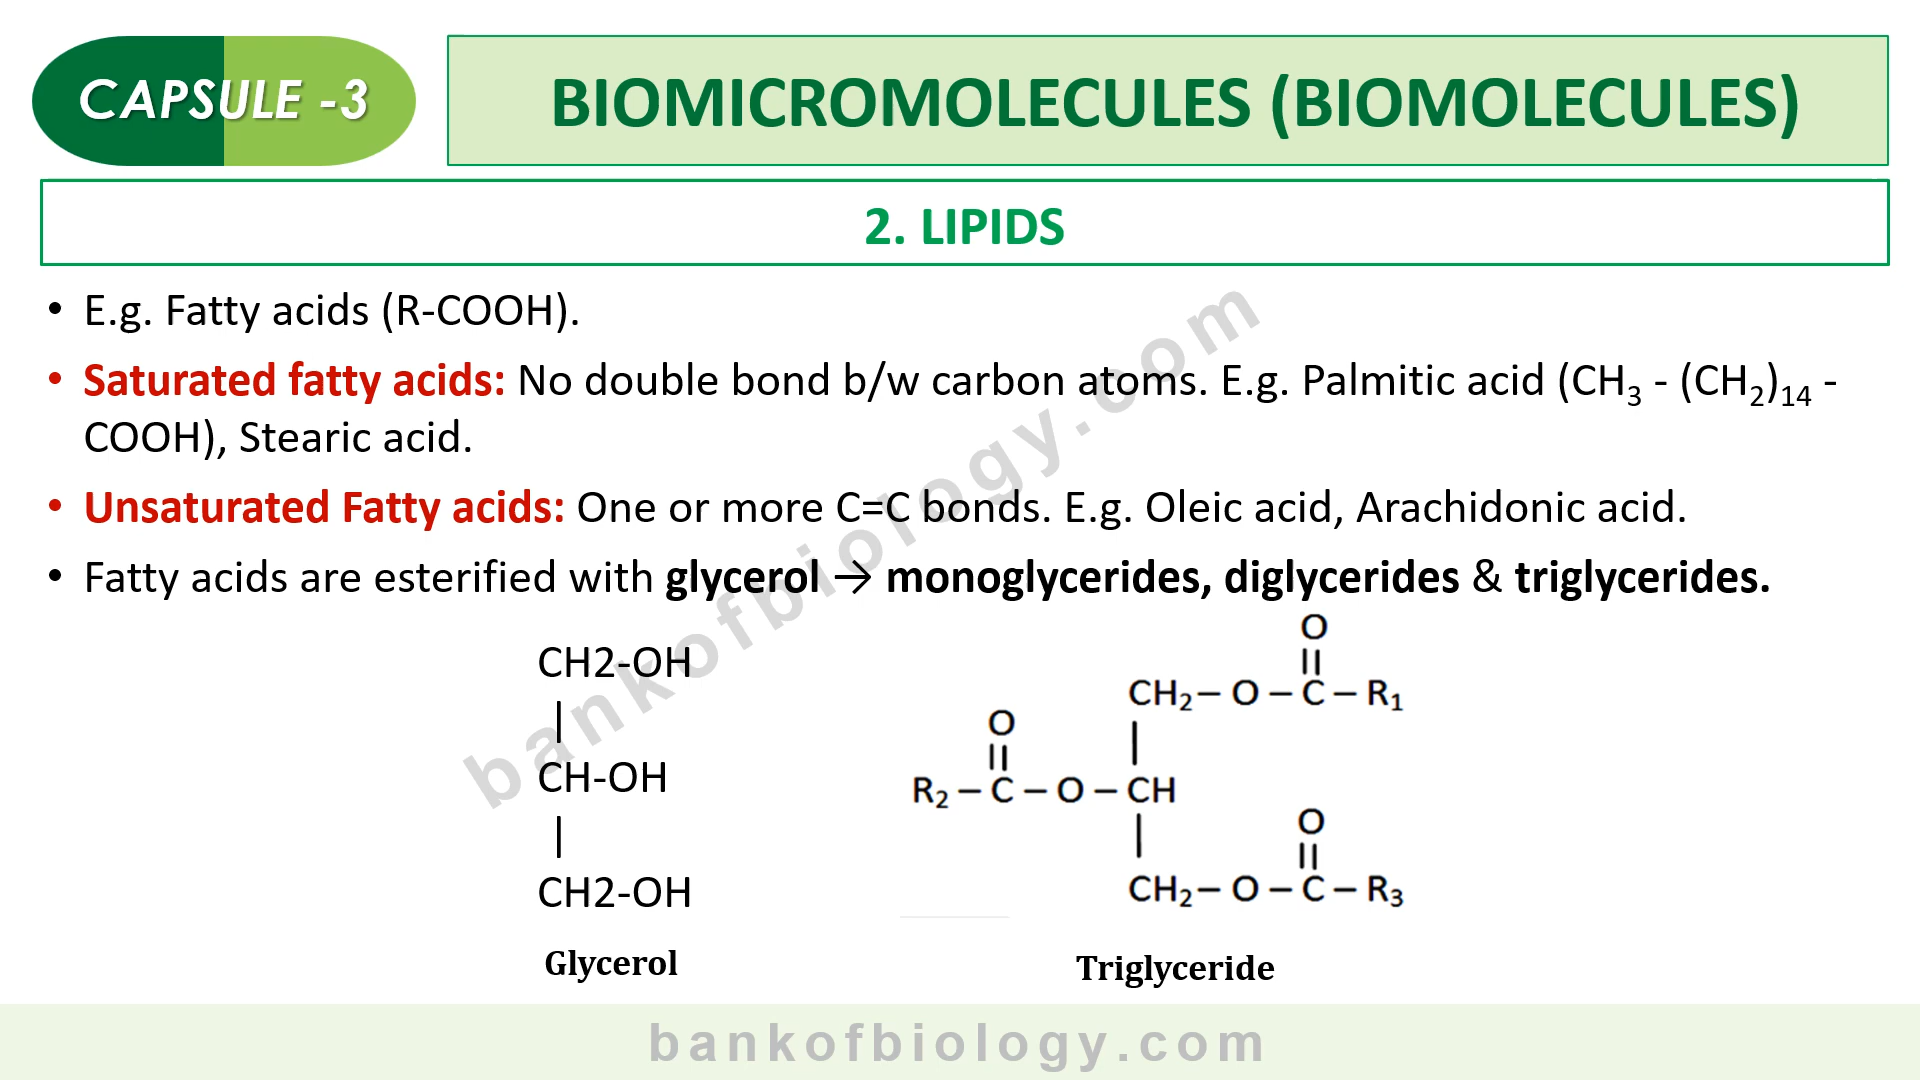 CAPSULE -3
BIOMICROMOLECULES (BIOMOLECULES)
2. LIPIDS
• E.g. Fatty acids (R-COOH).
• Saturated fatty acids: No double bond b/w carbon atoms. E.g. Palmitic acid (CH₃ - (CH₂)₁₄ -
COOH), Stearic acid.
• Unsaturated Fatty acids: One or more C=C bonds. E.g. Oleic acid, Arachidonic acid.
• Fatty acids are esterified with glycerol → monoglycerides, diglycerides & triglycerides.
CH2-OH
|
CH-OH
|
CH2-OH
Glycerol
O
||
CH₂ – O – C – R₁
|
O
||
R₂ – C – O – CH
|
O
||
CH₂ – O – C – R₃
Triglyceride
bankofbiology.com
bankofbiology.com